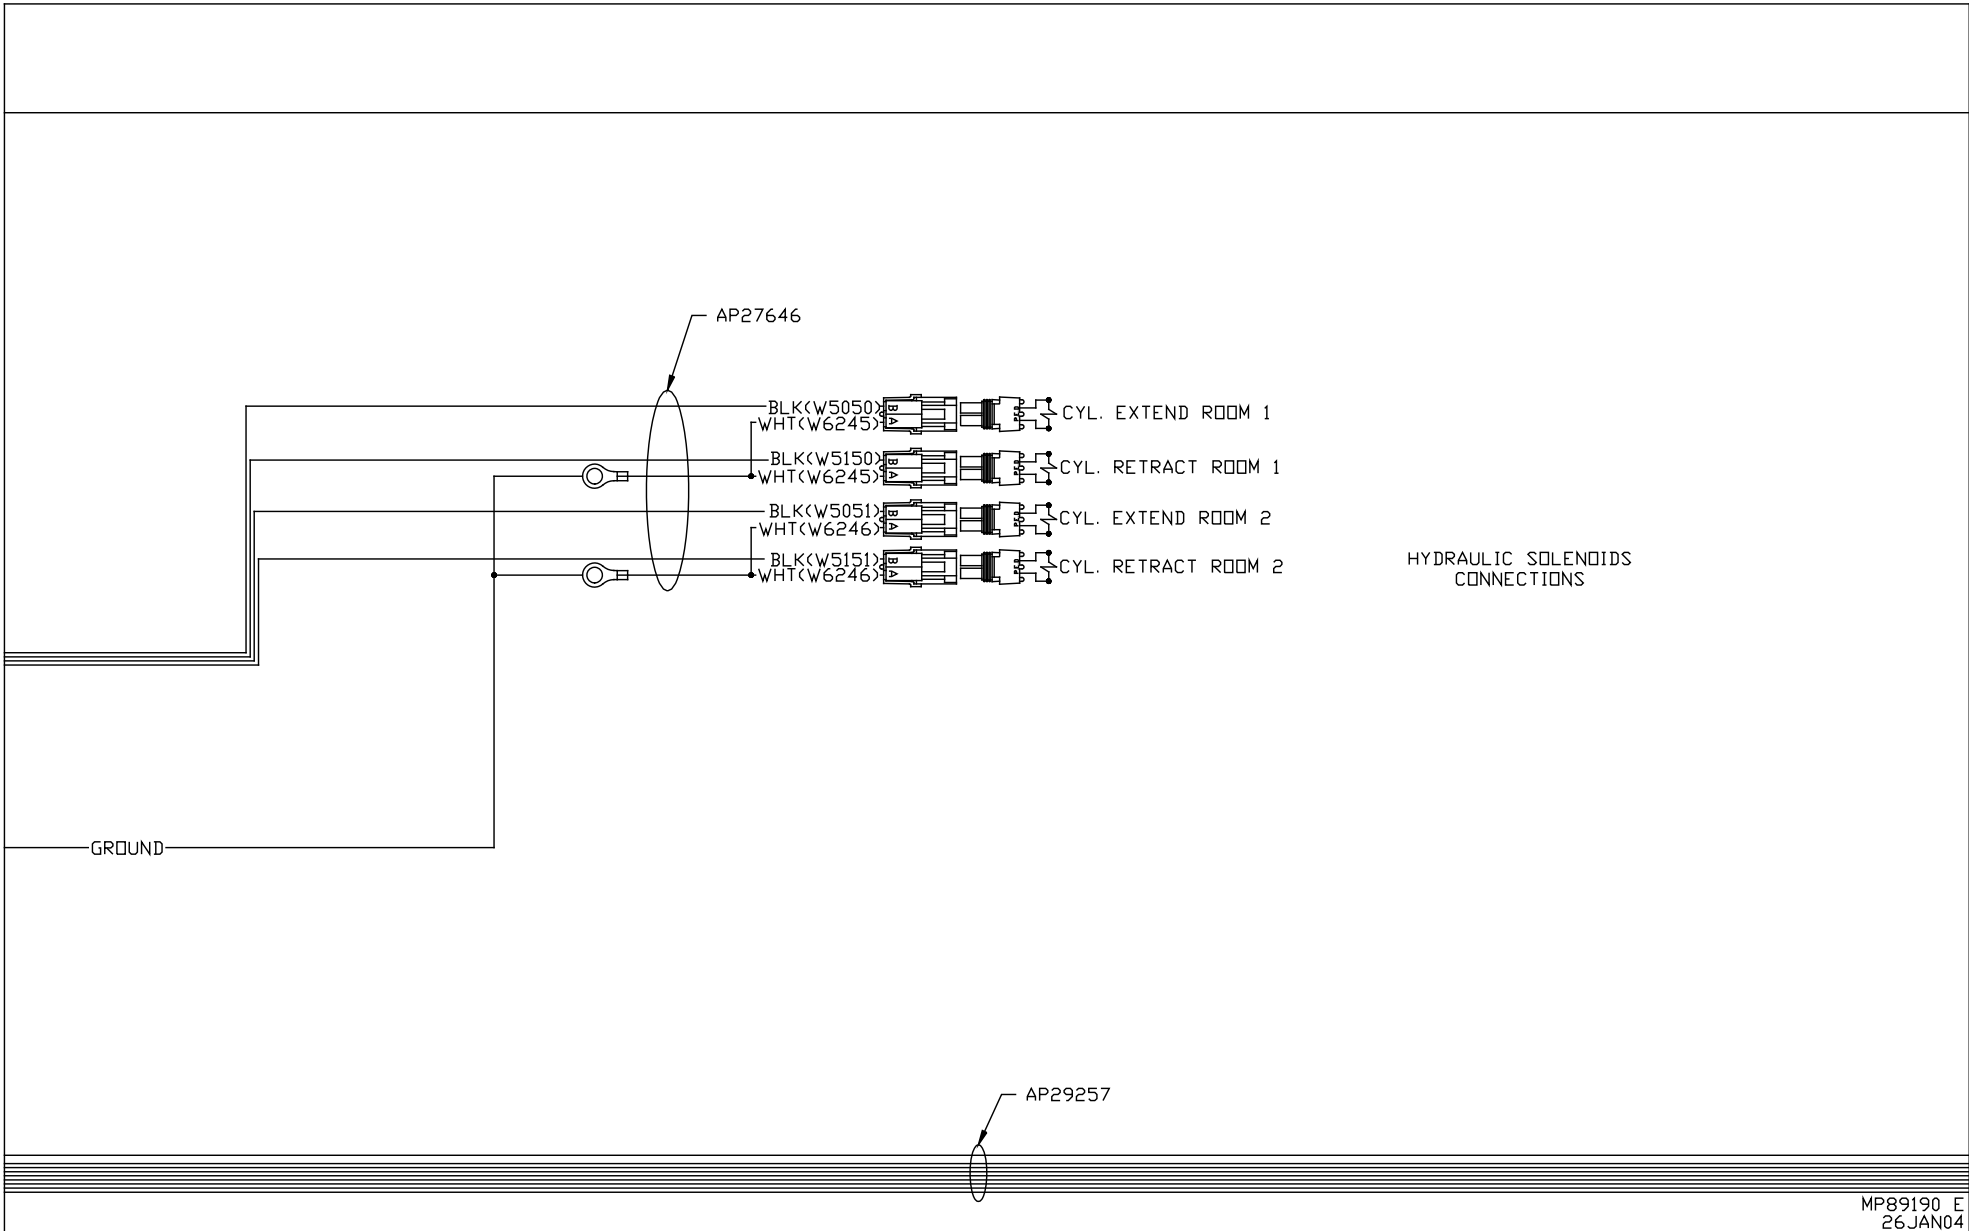 AP27646
BLK(W5050)
WHT(W6245)
B
A
CYL. EXTEND ROOM 1
BLK(W5150)
WHT(W6245)
B
A
CYL. RETRACT ROOM 1
BLK(W5051)
WHT(W6246)
B
A
CYL. EXTEND ROOM 2
BLK(W5151)
WHT(W6246)
B
A
CYL. RETRACT ROOM 2
HYDRAULIC SOLENOIDS
CONNECTIONS
GROUND
AP29257
MP89190 E
26JAN04